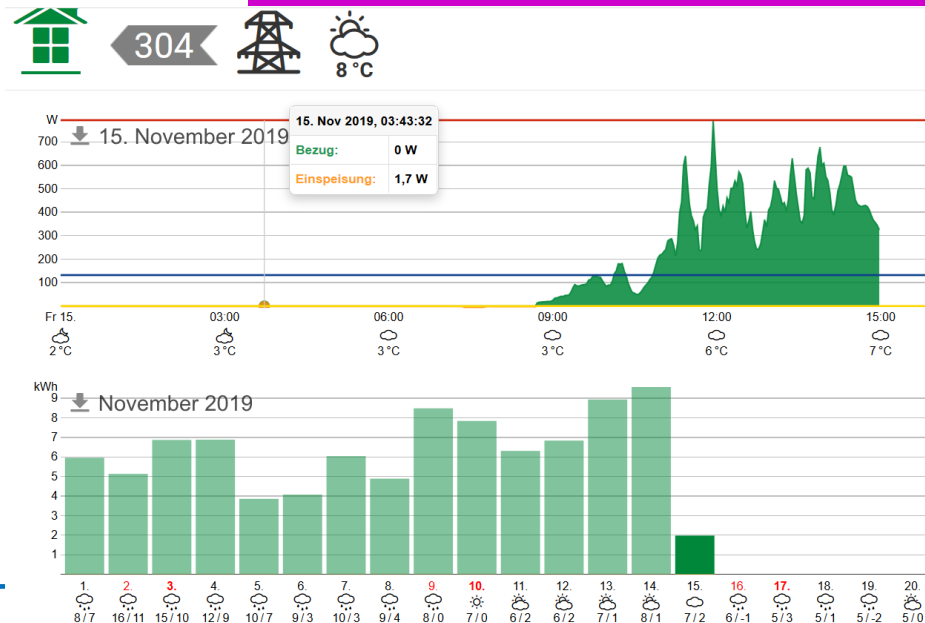 304
8 °C
15. November 2019
15. Nov 2019, 03:43:32
Bezug: 0 W
Einspeisung: 1,7 W
W
700
600
500
400
300
200
100
Fr 15. 03:00 06:00 09:00 12:00 15:00
2 °C 3 °C 3 °C 3 °C 6 °C 7 °C
kWh
November 2019
9
8
7
6
5
4
3
2
1
1. 2. 3. 4. 5. 6. 7. 8. 9. 10. 11. 12. 13. 14. 15. 16. 17. 18. 19. 20.
8 / 7 16 / 11 15 / 10 12 / 9 10 / 7 9 / 3 10 / 3 9 / 4 8 / 0 7 / 0 6 / 2 6 / 2 7 / 1 8 / 1 7 / 2 6 / -1 5 / 3 5 / 1 5 / -2 5 / 0